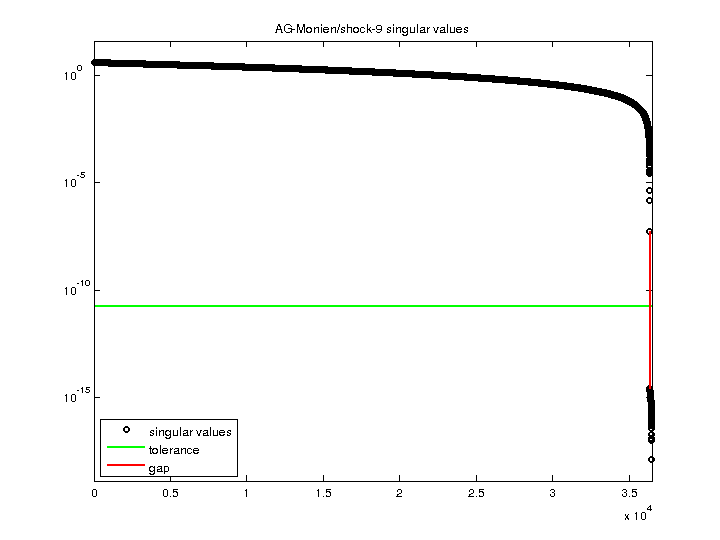 AG-Monien/shock-9 singular values
10^0
10^-5
10^-10
10^-15
singular values
tolerance
gap
0 0.5 1 1.5 2 2.5 3 3.5
x 10^4